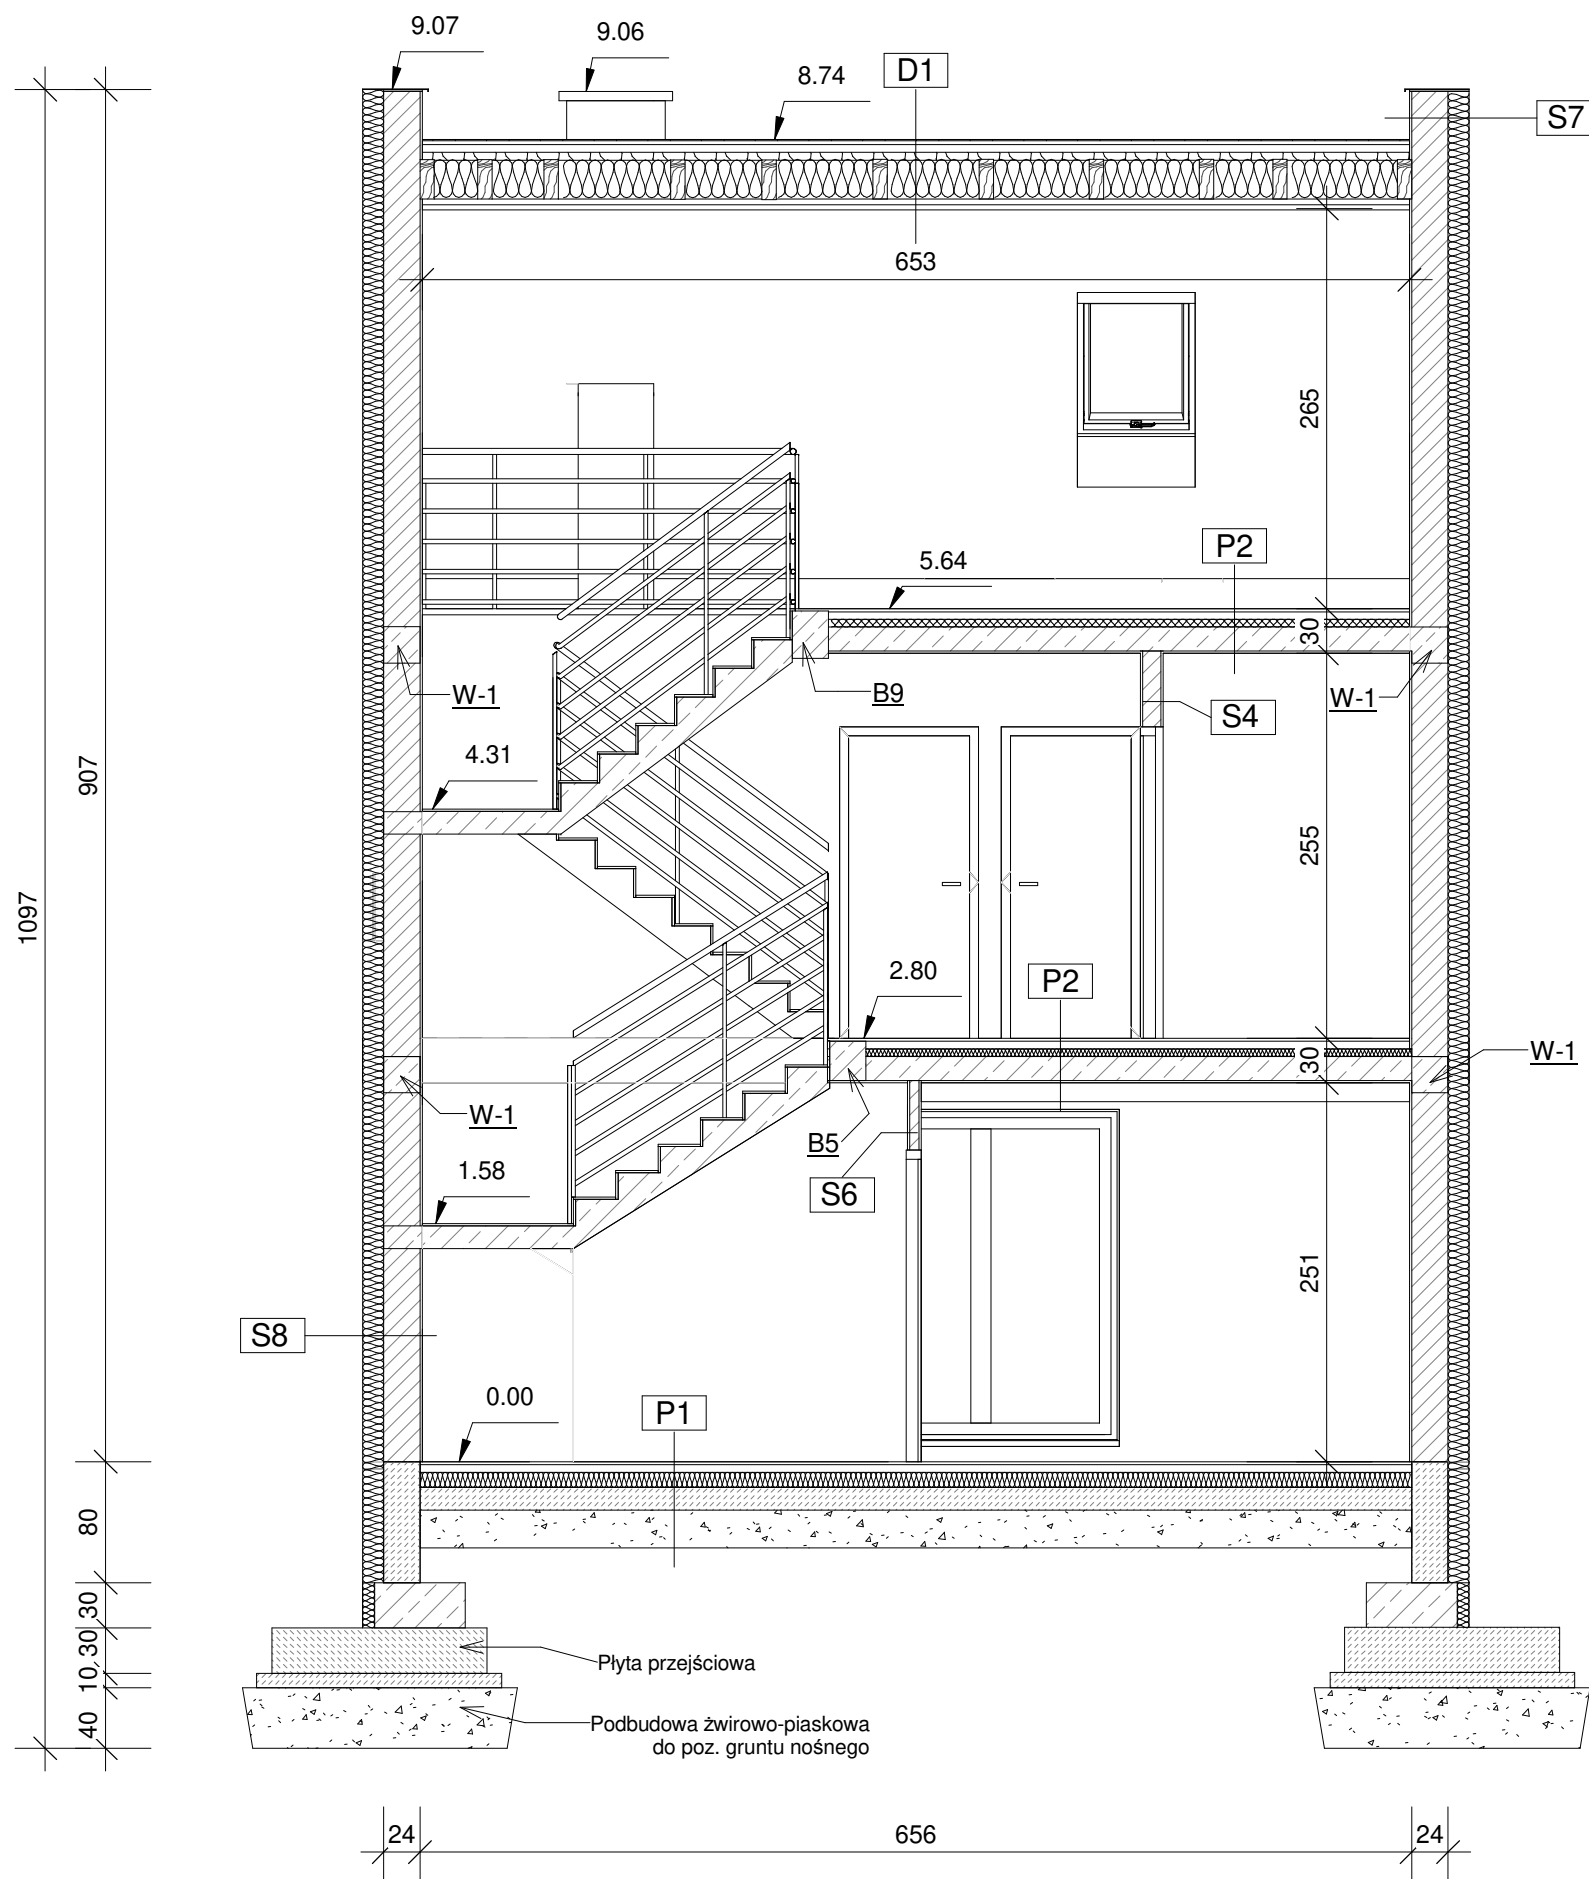 9.07
9.06
8.74
D1
S7
653
265
P2
5.64
30
W-1
B9
S4
W-1
4.31
907
255
1097
2.80
P2
30
W-1
W-1
B5
1.58
S6
251
S8
0.00
P1
80
30
30
10,
40
Płyta przejściowa
Podbudowa żwirowo-piaskowa
do poz. gruntu nośnego
24
656
24